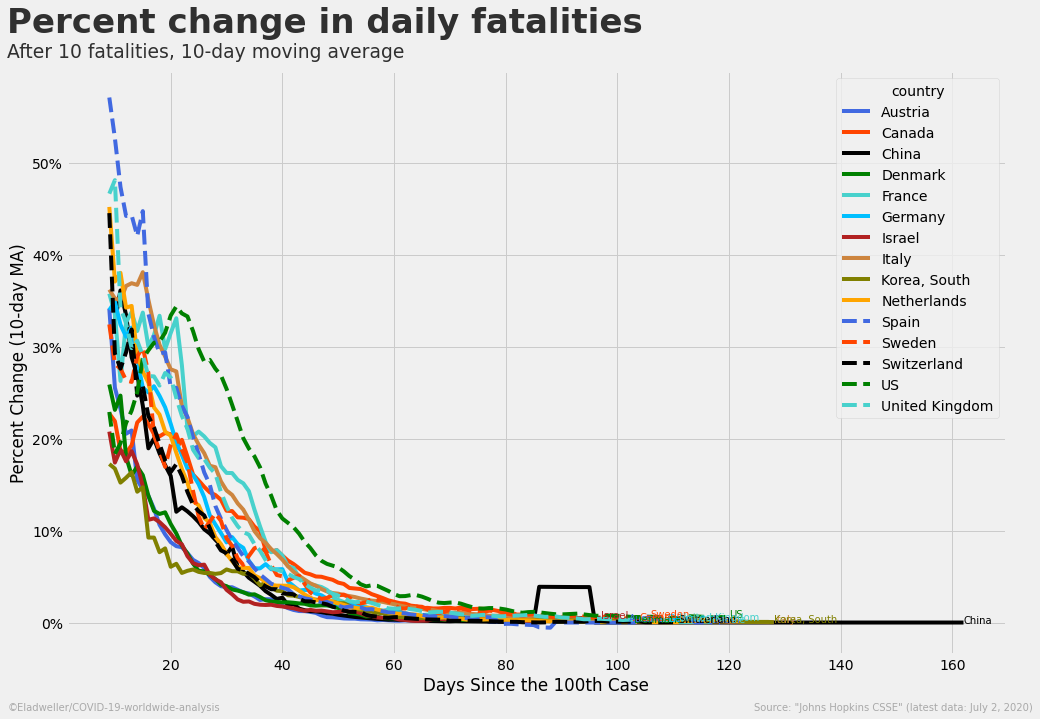 Percent change in daily fatalities
After 10 fatalities, 10-day moving average
country
Austria
Canada
China
Denmark
France
Germany
Israel
Italy
Korea, South
Netherlands
Spain
Sweden
Switzerland
US
United Kingdom
Percent Change (10-day MA)
50%
40%
30%
20%
10%
0%
Israel
Sweden
Switzerland
US
Korea, South
China
20 40 60 80 100 120 140 160
Days Since the 100th Case
©Eladweller/COVID-19-worldwide-analysis
Source: "Johns Hopkins CSSE" (latest data: July 2, 2020)